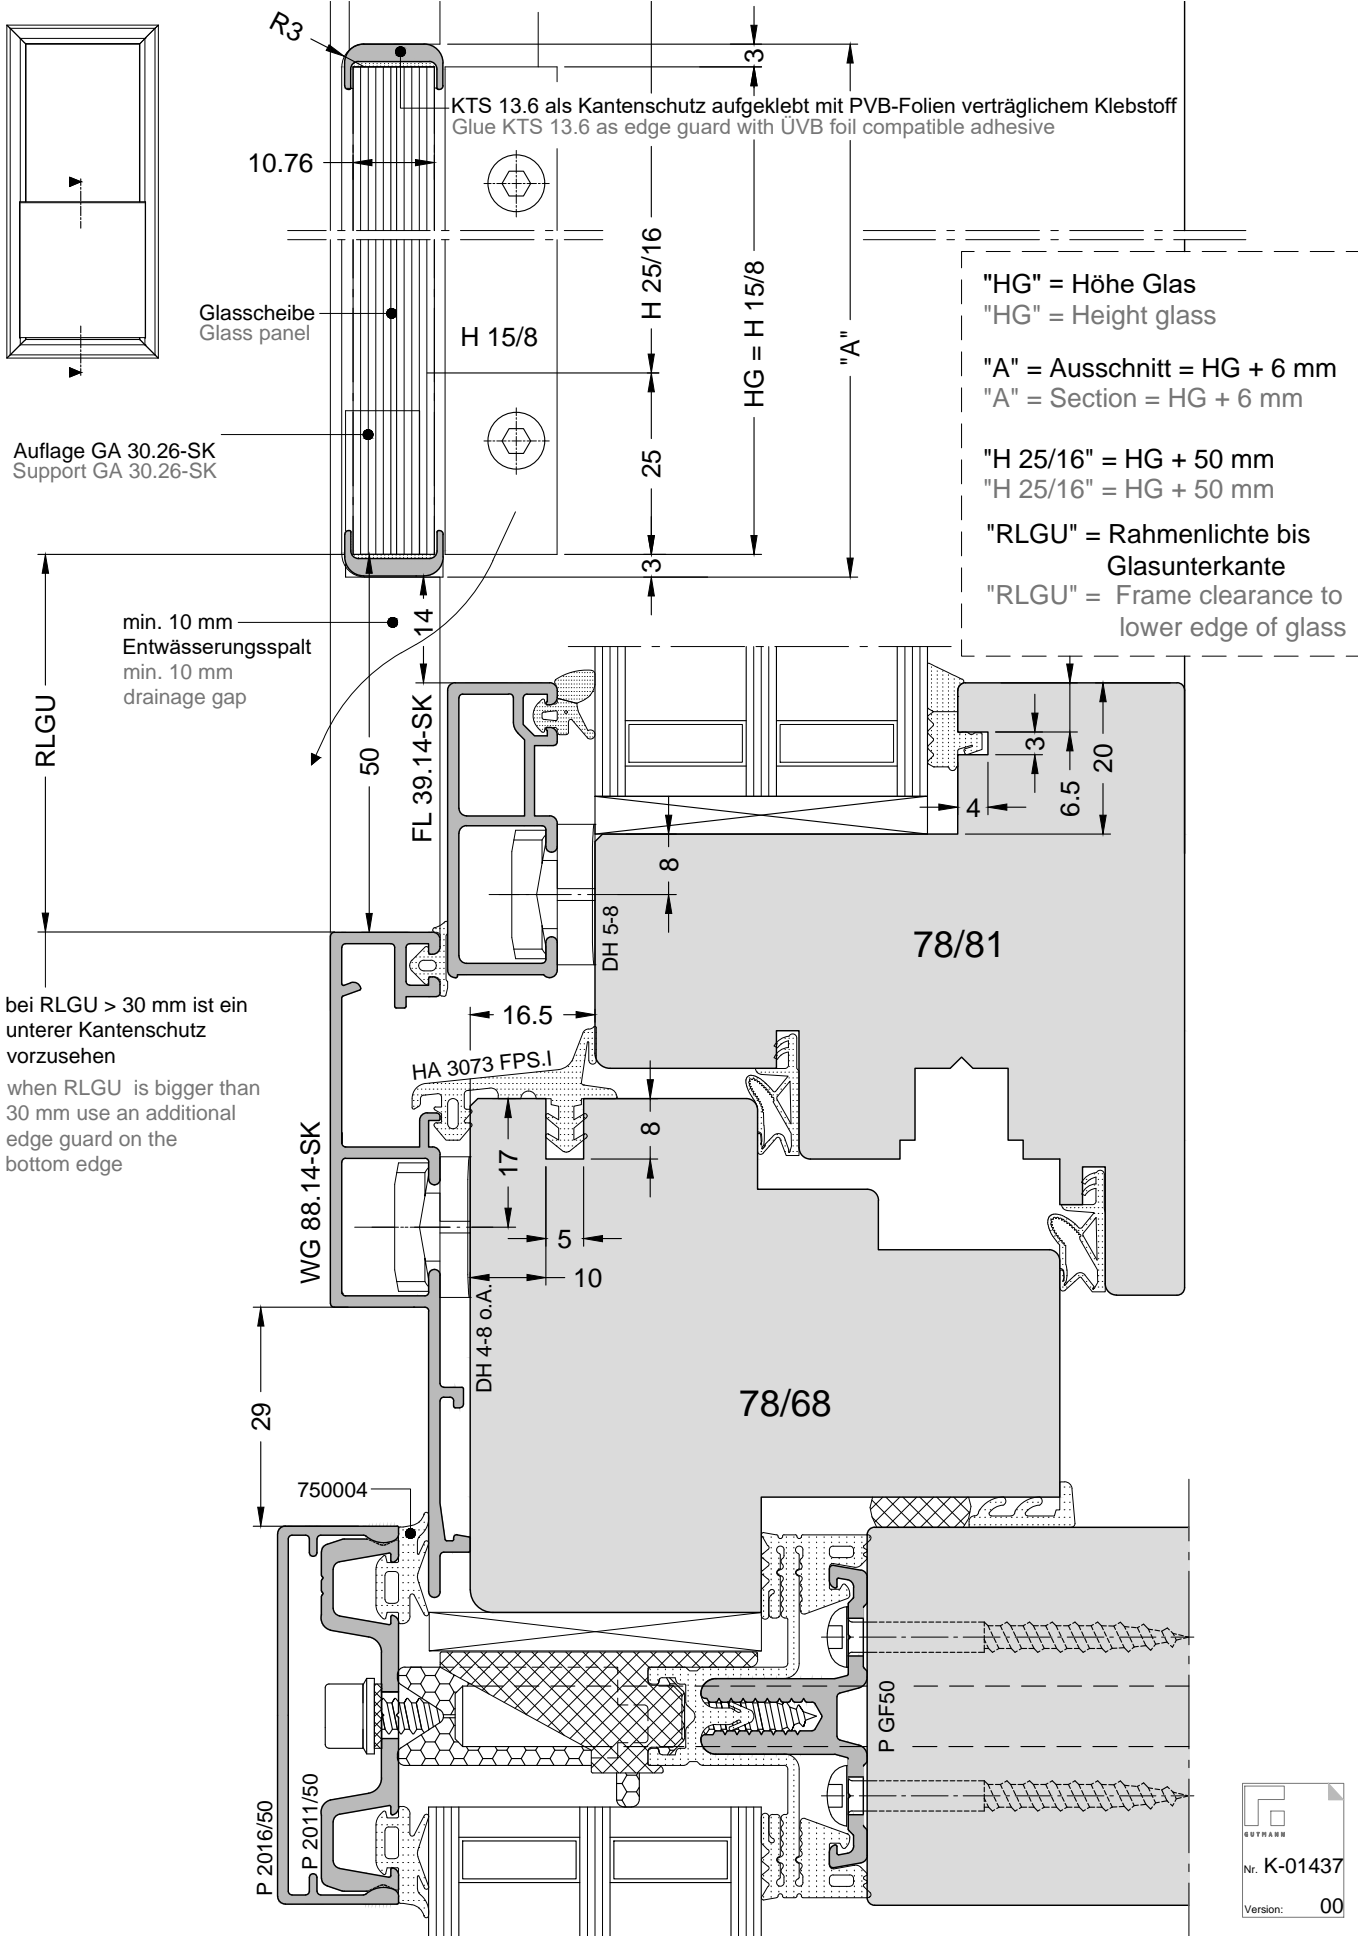 R3
3
KTS 13.6 als Kantenschutz aufgeklebt mit PVB-Folien verträglichem Klebstoff
Glue KTS 13.6 as edge guard with ÜVB foil compatible adhesive
10.76
H 25/16
HG = H 15/8
"A"
Glasscheibe
Glass panel
H 15/8
"HG" = Höhe Glas
"HG" = Height glass
"A" = Ausschnitt = HG + 6 mm
"A" = Section = HG + 6 mm
"H 25/16" = HG + 50 mm
"H 25/16" = HG + 50 mm
"RLGU" = Rahmenlichte bis
Glasunterkante
"RLGU" = Frame clearance to
lower edge of glass
Auflage GA 30.26-SK
Support GA 30.26-SK
25
3
14
min. 10 mm
Entwässerungsspalt
min. 10 mm
drainage gap
RLGU
50
FL 39.14-SK
3
4
6.5
20
8
DH 5-8
78/81
bei RLGU > 30 mm ist ein
unterer Kantenschutz
vorzusehen
when RLGU is bigger than
30 mm use an additional
edge guard on the
bottom edge
16.5
HA 3073 FPS.I
WG 88.14-SK
17
8
5
10
DH 4-8 o.A.
29
78/68
750004
P 2016/50
P 2011/50
P GF50
GUTMANN
Nr. K-01437
Version: 00